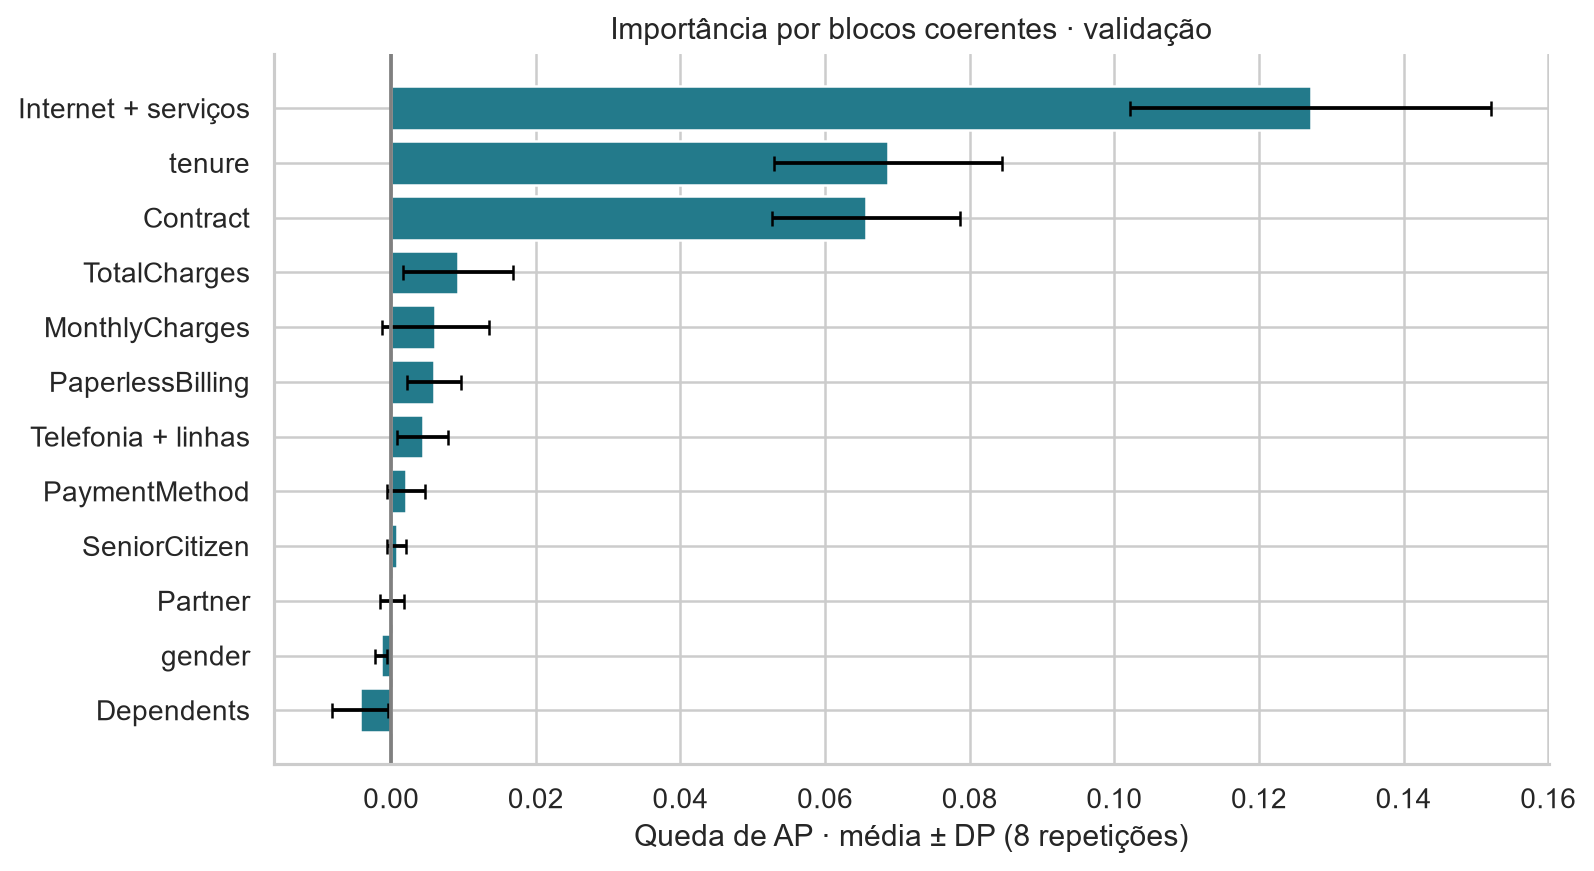 Importância por blocos coerentes · validação
Internet + serviços
tenure
Contract
TotalCharges
MonthlyCharges
PaperlessBilling
Telefonia + linhas
PaymentMethod
SeniorCitizen
Partner
gender
Dependents
0.00 0.02 0.04 0.06 0.08 0.10 0.12 0.14 0.16
Queda de AP · média ± DP (8 repetições)